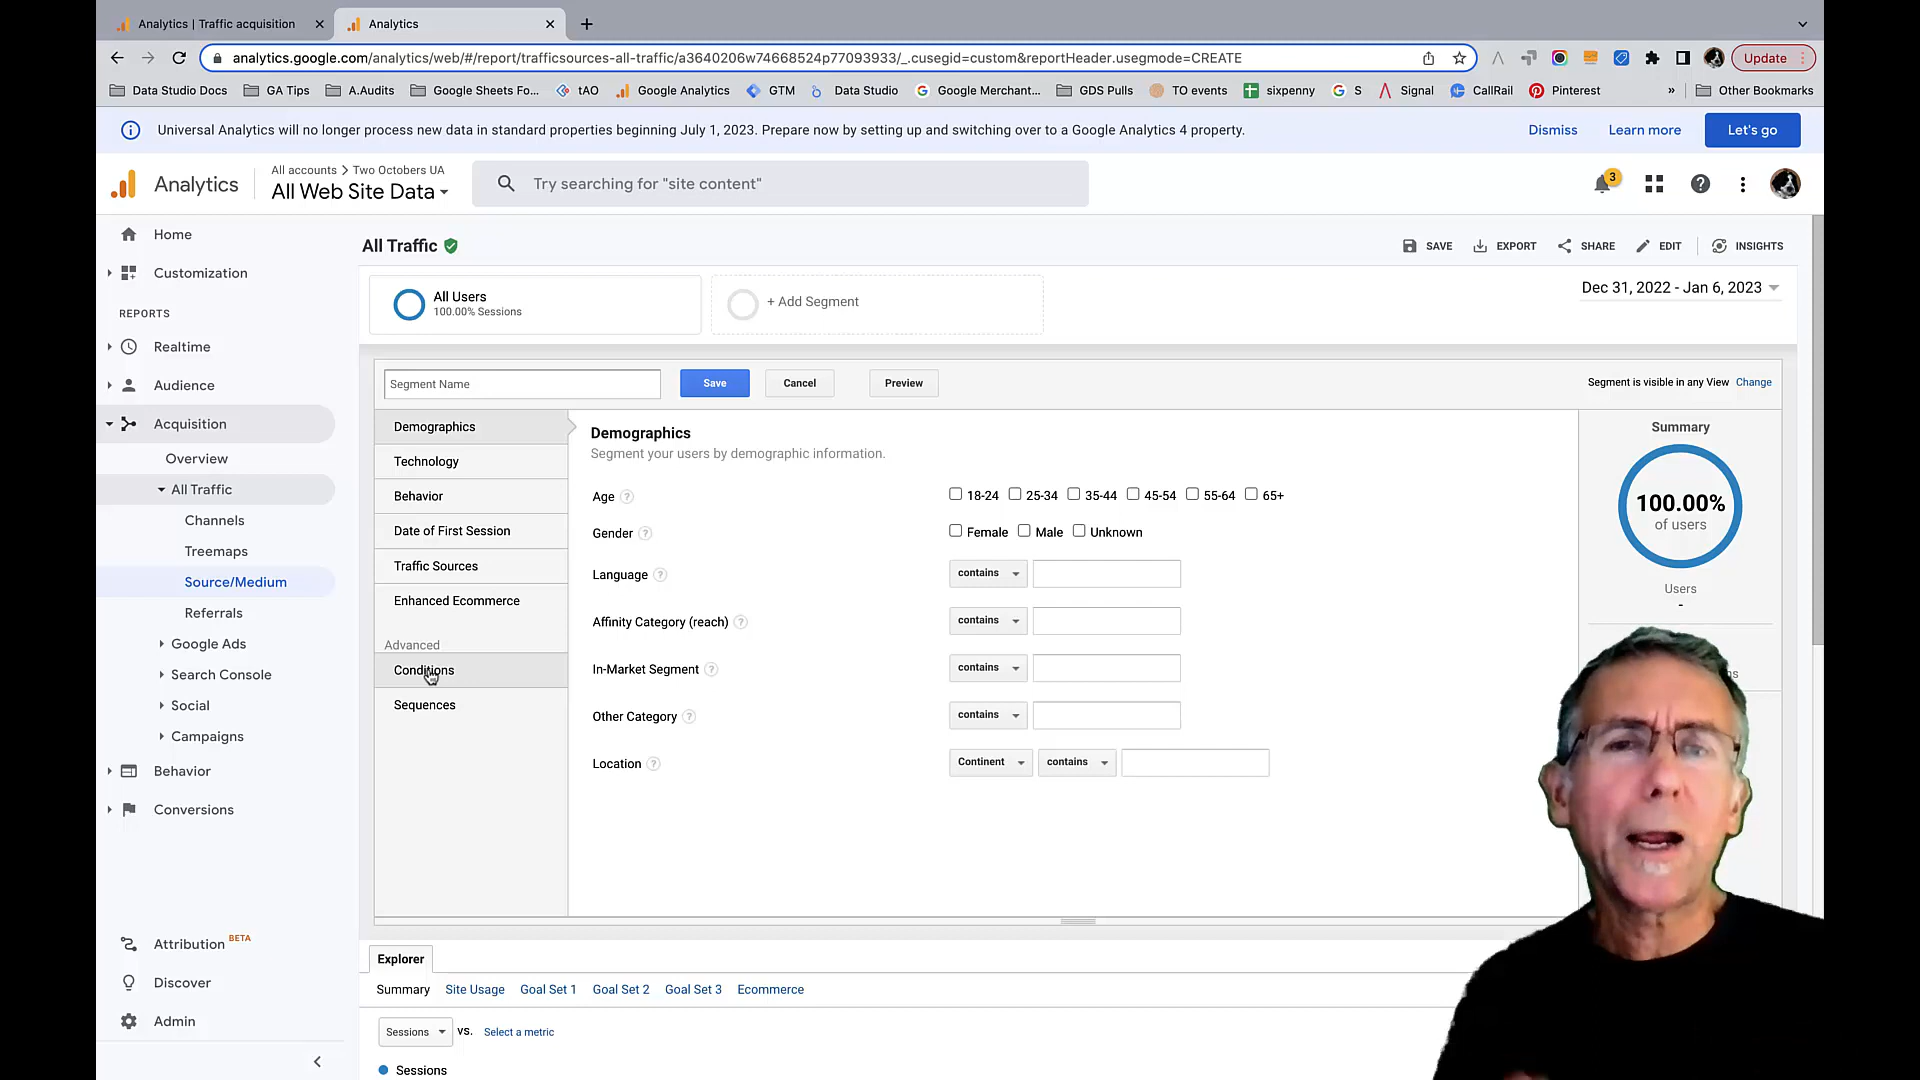 Analytics | Traffic acquisition
Analytics
analytics.google.com/analytics/web/#/report/trafficsources-all-traffic/a3640206w74668524p77093933/_.cusegid=custom&reportHeader.usegmode=CREATE
Update
Data Studio Docs
GA Tips
A.Audits
Google Sheets Fo...
tAO
Google Analytics
GTM
Data Studio
Google Merchant...
GDS Pulls
TO events
sixpenny
S
Signal
CallRail
Pinterest
»
Other Bookmarks
Universal Analytics will no longer process new data in standard properties beginning July 1, 2023. Prepare now by setting up and switching over to a Google Analytics 4 property.
Dismiss
Learn more
Let's go
Analytics
All accounts > Two Octobers UA
All Web Site Data
Try searching for "site content"
3
Home
Customization
REPORTS
Realtime
Audience
Acquisition
Overview
All Traffic
Channels
Treemaps
Source/Medium
Referrals
Google Ads
Search Console
Social
Campaigns
Behavior
Conversions
Attribution BETA
Discover
Admin
All Traffic
SAVE
EXPORT
SHARE
EDIT
INSIGHTS
All Users
100.00% Sessions
+ Add Segment
Dec 31, 2022 - Jan 6, 2023
Segment Name
Save
Cancel
Preview
Segment is visible in any View Change
Demographics
Technology
Behavior
Date of First Session
Traffic Sources
Enhanced Ecommerce
Advanced
Conditions
Sequences
Demographics
Segment your users by demographic information.
Age ? 18-24 25-34 35-44 45-54 55-64 65+
Gender ? Female Male Unknown
Language ? contains
Affinity Category (reach) ? contains
In-Market Segment ? contains
Other Category ? contains
Location ? Continent contains
Summary
100.00%
of users
Users
-
Explorer
Summary
Site Usage
Goal Set 1
Goal Set 2
Goal Set 3
Ecommerce
Sessions vs. Select a metric
Sessions